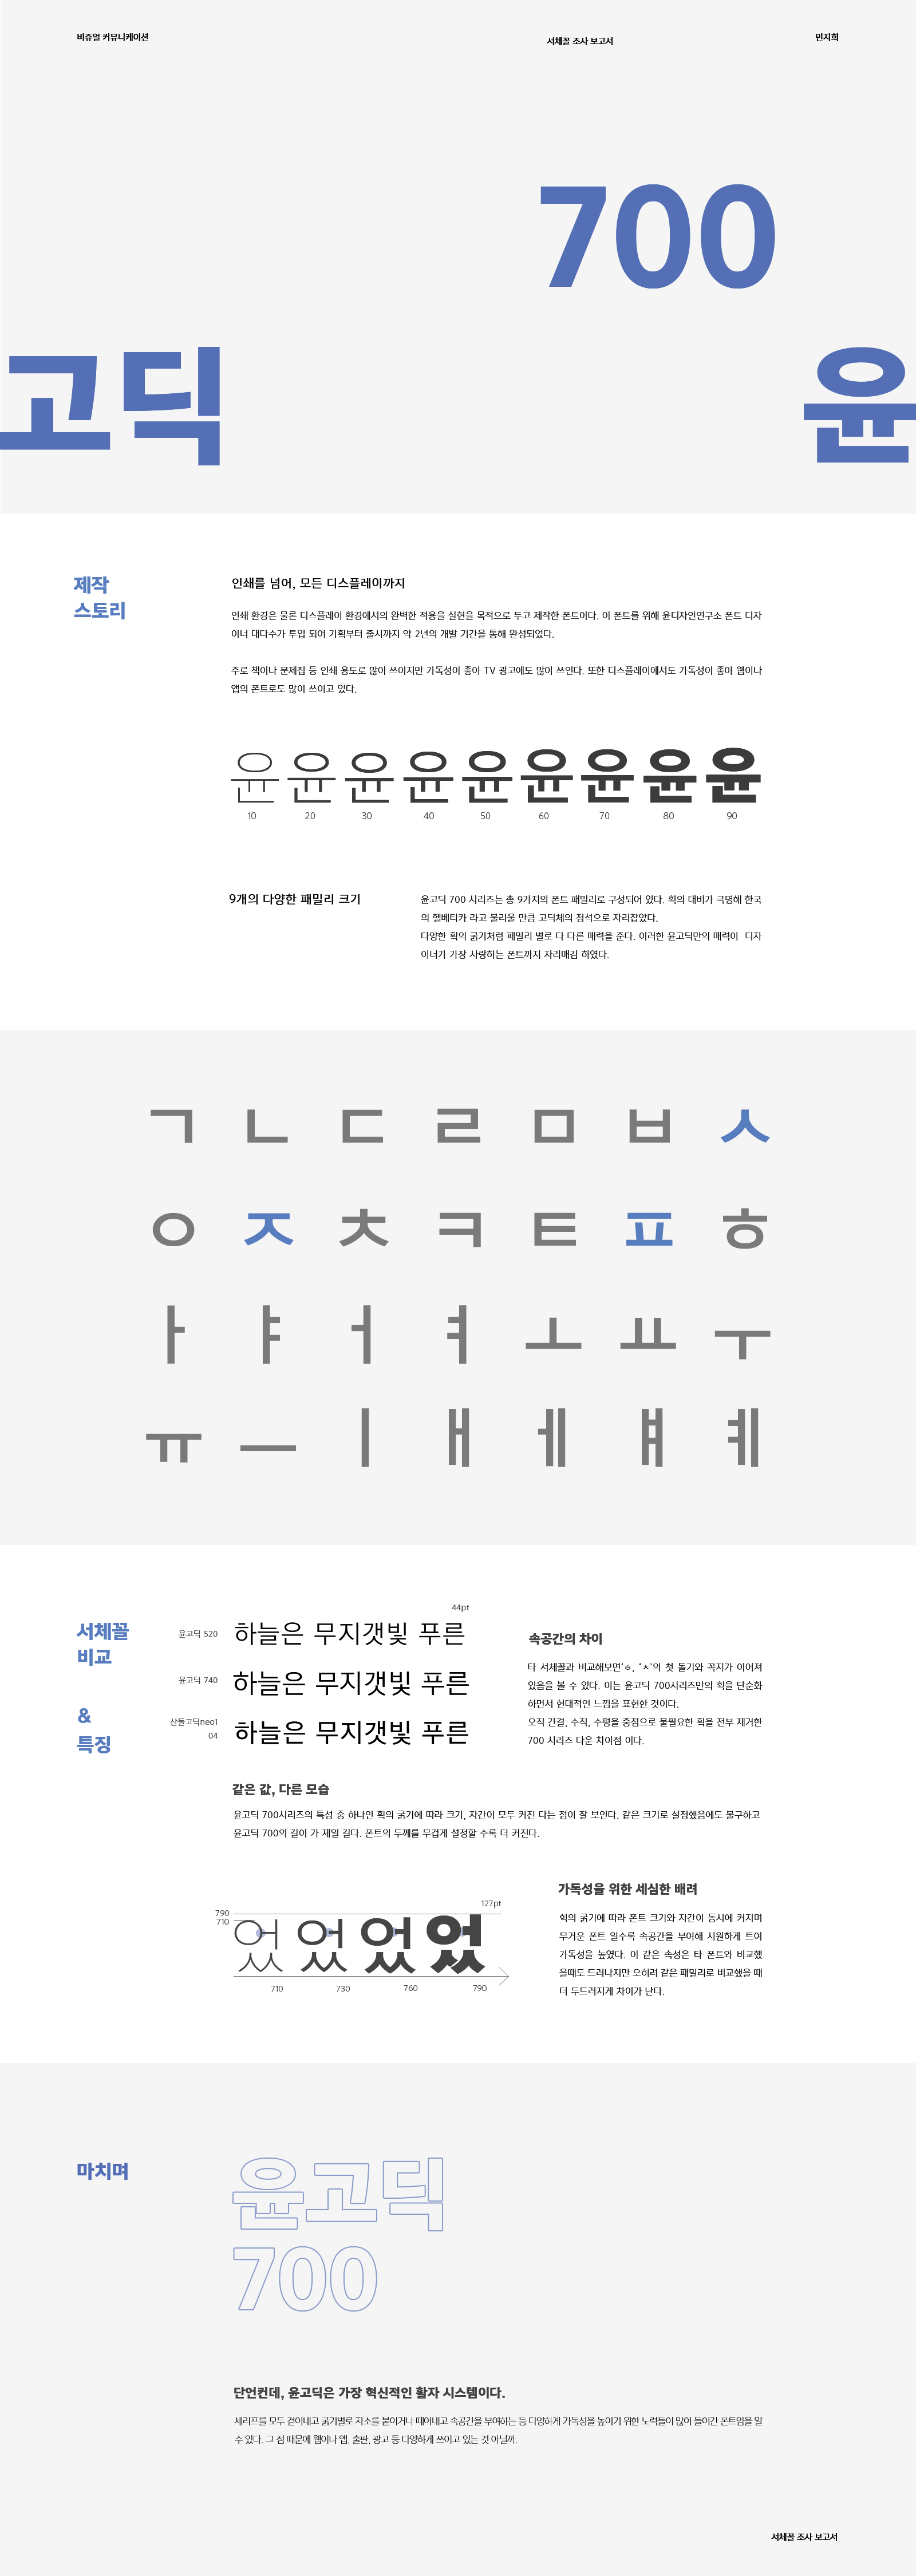 비쥬얼 커뮤니케이션
서체꼴 조사 보고서
민지희
700
고딕
윤
제작
스토리
인쇄를 넘어, 모든 디스플레이까지
인쇄 환경은 물론 디스플레이 환경에서의 완벽한 적용을 실현을 목적으로 두고 제작한 폰트이다. 이 폰트를 위해 윤디자인연구소 폰트 디자
이너 대다수가 투입 되어 기획부터 출시까지 약 2년의 개발 기간을 통해 완성되었다.
주로 책이나 문제집 등 인쇄 용도로 많이 쓰이지만 가독성이 좋아 TV 광고에도 많이 쓰인다. 또한 디스플레이에서도 가독성이 좋아 웹이나
앱의 폰트로도 많이 쓰이고 있다.
윤 윤 윤 윤 윤 윤 윤 윤 윤
10 20 30 40 50 60 70 80 90
9개의 다양한 패밀리 크기
윤고딕 700 시리즈는 총 9가지의 폰트 패밀리로 구성되어 있다. 획의 대비가 극명해 한국
의 헬베티카 라고 불리울 만큼 고딕체의 정석으로 자리잡았다.
다양한 획의 굵기처럼 패밀리 별로 다 다른 매력을 준다. 이러한 윤고딕만의 매력이 디자
이너가 가장 사랑하는 폰트까지 자리매김 하였다.
ㄱ ㄴ ㄷ ㄹ ㅁ ㅂ ㅅ
ㅇ ㅈ ㅊ ㅋ ㅌ ㅍ ㅎ
ㅏ ㅑ ㅓ ㅕ ㅗ ㅛ ㅜ
ㅠ ㅡ ㅣ ㅐ ㅔ ㅒ ㅖ
서체꼴
비교
&
특징
44pt
윤고딕 520
하늘은 무지갯빛 푸른
윤고딕 740
하늘은 무지갯빛 푸른
산돌고딕neo1
04
하늘은 무지갯빛 푸른
속공간의 차이
타 서체꼴과 비교해보면'ㅎ, 'ㅊ'의 첫 돌기와 꼭지가 이어져
있음을 볼 수 있다. 이는 윤고딕 700시리즈만의 획을 단순화
하면서 현대적인 느낌을 표현한 것이다.
오직 간결, 수직, 수평을 중점으로 불필요한 획을 전부 제거한
700 시리즈 다운 차이점 이다.
같은 값, 다른 모습
윤고딕 700시리즈의 특성 중 하나인 획의 굵기에 따라 크기, 자간이 모두 커진 다는 점이 잘 보인다. 같은 크기로 설정했음에도 불구하고
윤고딕 700의 길이 가 제일 길다. 폰트의 두께를 무겁게 설정할 수록 더 커진다.
127pt
790
710
었 었 었 었
710 730 760 790
가독성을 위한 세심한 배려
획의 굵기에 따라 폰트 크기와 자간이 동시에 커지며
무거운 폰트 일수록 속공간을 부여해 시원하게 트여
가독성을 높였다. 이 같은 속성은 타 폰트와 비교했
을때도 드러나지만 오히려 같은 패밀리로 비교했을 때
더 두드러지게 차이가 난다.
마치며
윤고딕
700
단언컨데, 윤고딕은 가장 혁신적인 활자 시스템이다.
세리프를 모두 걷어내고 굵기별로 자소를 붙이거나 떼어내고 속공간을 부여하는 등 다양하게 가독성을 높이기 위한 노력들이 많이 들어간 폰트임을 알
수 있다. 그 점 때문에 웹이나 앱, 출판, 광고 등 다양하게 쓰이고 있는 것 아닐까.
서체꼴 조사 보고서